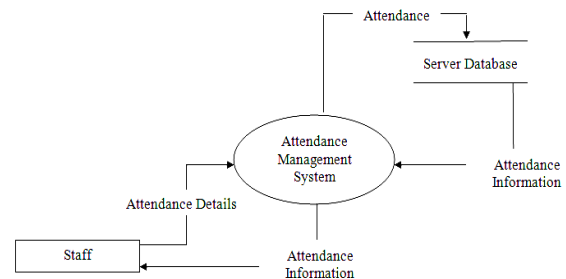 Attendance
Server Database
Attendance
Management
System
Attendance
Information
Attendance Details
Staff
Attendance
Information